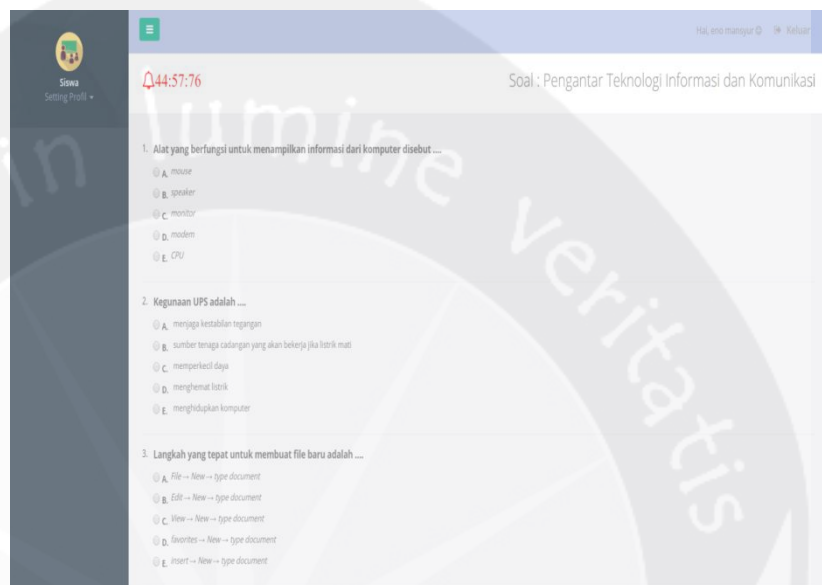 Hai, eno mansyur Keluar
Siswa
Setting Profil
44:57:76
Soal : Pengantar Teknologi Informasi dan Komunikasi
1. Alat yang berfungsi untuk menampilkan informasi dari komputer disebut ....
A. mouse
B. speaker
C. monitor
D. modem
E. CPU
2. Kegunaan UPS adalah ....
A. menjaga kestabilan tegangan
B. sumber tenaga cadangan yang akan bekerja jika listrik mati
C. memperkecil daya
D. menghemat listrik
E. menghidupkan komputer
3. Langkah yang tepat untuk membuat file baru adalah ....
A. File → New → type document
B. Edit → New → type document
C. View → New → type document
D. favorites → New → type document
E. insert → New → type document
in lumine veritatis